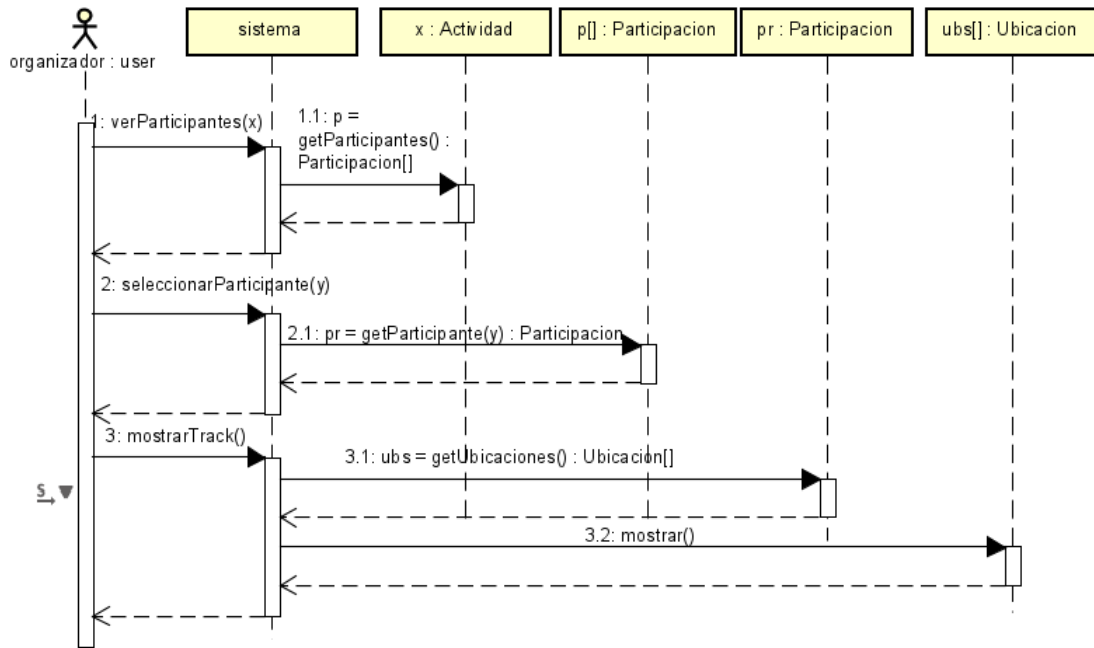 organizador : user
sistema
x : Actividad
p[] : Participacion
pr : Participacion
ubs[] : Ubicacion
1: verParticipantes(x)
1.1: p =
getParticipantes() :
Participacion[]
2: seleccionarParticipante(y)
2.1: pr = getParticipante(y) : Participacion
3: mostrarTrack()
3.1: ubs = getUbicaciones() : Ubicacion[]
S
3.2: mostrar()